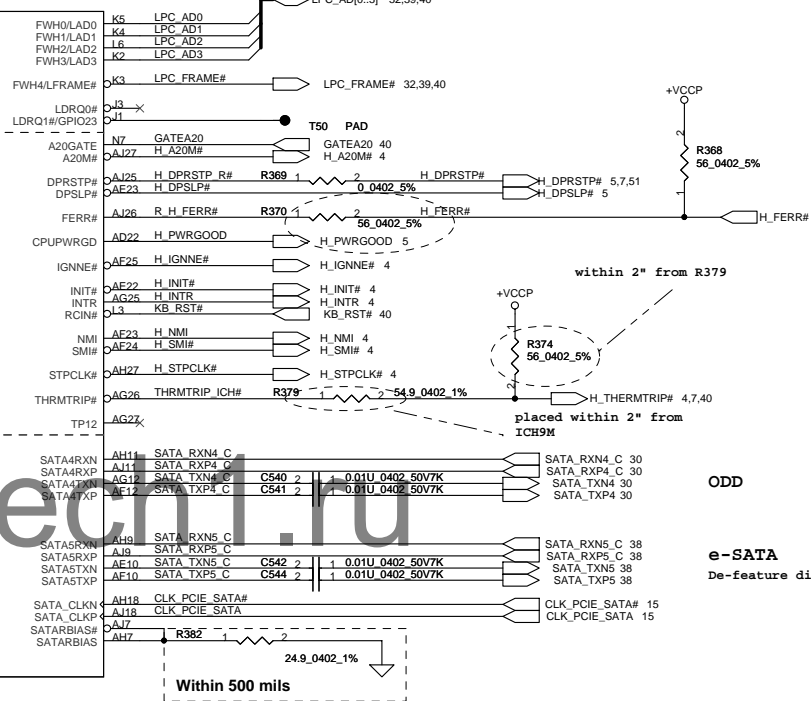 LPC_AD[0..3] 32,39,40
FWH0/LAD0 K5 LPC_AD0
FWH1/LAD1 K4 LPC_AD1
FWH2/LAD2 L6 LPC_AD2
FWH3/LAD3 K2 LPC_AD3
FWH4/LFRAME# K3 LPC_FRAME# LPC_FRAME# 32,39,40
LDRQ0# J3
LDRQ1#/GPIO23 J1
T50 PAD
A20GATE N7 GATEA20 GATEA20 40
A20M# AJ27 H_A20M# H_A20M# 4
+VCCP
2
R368
56_0402_5%
1
DPRSTP# AJ25 H_DPRSTP_R# R369 1 2 H_DPRSTP# H_DPRSTP# 5,7,51
DPSLP# AE23 H_DPSLP# 0_0402_5% H_DPSLP# 5
FERR# AJ26 R_H_FERR# R370 1 2 H_FERR# H_FERR#
56_0402_5%
CPUPWRGD AD22 H_PWRGOOD H_PWRGOOD 5
IGNNE# AF25 H_IGNNE# H_IGNNE# 4
within 2" from R379
INIT# AE22 H_INIT# H_INIT# 4
INTR AG25 H_INTR H_INTR 4
RCIN# L3 KB_RST# KB_RST# 40
+VCCP
1
R374
56_0402_5%
2
NMI AF23 H_NMI H_NMI 4
SMI# AF24 H_SMI# H_SMI# 4
STPCLK# AH27 H_STPCLK# H_STPCLK# 4
THRMTRIP# AG26 THRMTRIP_ICH# R379 1 2 54.9_0402_1% H_THERMTRIP# 4,7,40
placed within 2" from
ICH9M
TP12 AG27
SATA4RXN AH11 SATA_RXN4_C SATA_RXN4_C 30
SATA4RXP AJ11 SATA_RXP4_C SATA_RXP4_C 30
SATA4TXN AG12 SATA_TXN4_C C540 2 1 0.01U_0402_50V7K SATA_TXN4 30
SATA4TXP AF12 SATA_TXP4_C C541 2 1 0.01U_0402_50V7K SATA_TXP4 30
ODD
ech1.ru
SATA5RXN AH9 SATA_RXN5_C SATA_RXN5_C 38
SATA5RXP AJ9 SATA_RXP5_C SATA_RXP5_C 38
SATA5TXN AE10 SATA_TXN5_C C542 2 1 0.01U_0402_50V7K SATA_TXN5 38
SATA5TXP AF10 SATA_TXP5_C C544 2 1 0.01U_0402_50V7K SATA_TXP5 38
e-SATA
De-feature di
SATA_CLKN AH18 CLK_PCIE_SATA# CLK_PCIE_SATA# 15
SATA_CLKP AJ18 CLK_PCIE_SATA CLK_PCIE_SATA 15
SATARBIAS# AJ7
SATARBIAS AH7 R382 1 2
24.9_0402_1%
Within 500 mils